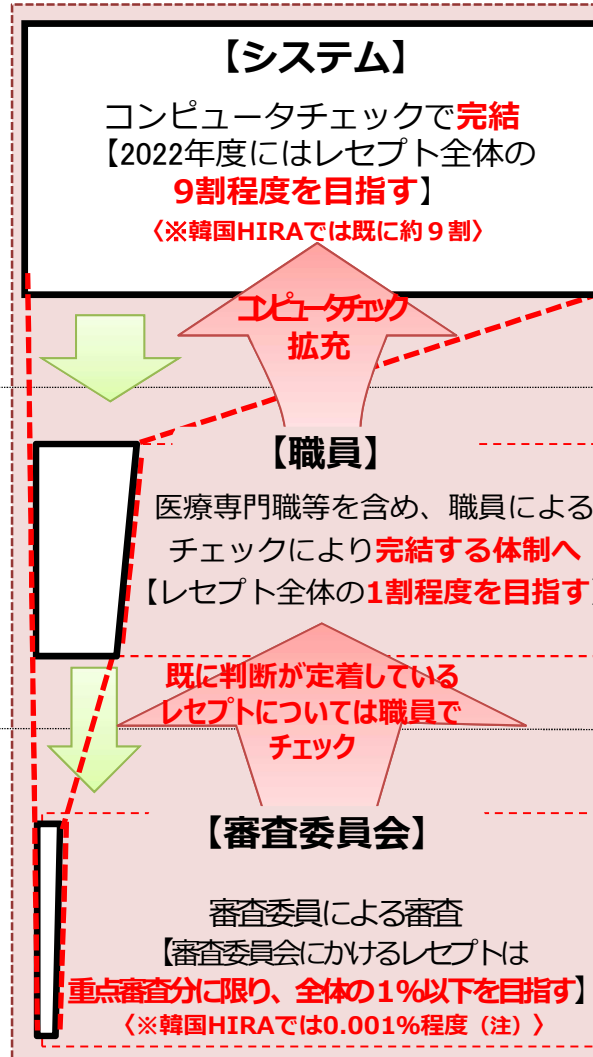 【システム】
コンピュータチェックで完結
【2022年度にはレセプト全体の
9割程度を目指す】
〈※韓国HIRAでは既に約９割〉
コンピュータチェック
拡充
【職員】
医療専門職等を含め、職員による
チェックにより完結する体制へ
【レセプト全体の1割程度を目指す】
既に判断が定着している
レセプトについては職員で
チェック
【審査委員会】
審査委員による審査
【審査委員会にかけるレセプトは
重点審査分に限り、全体の１%以下を目指す】
〈※韓国HIRAでは0.001%程度（注）〉